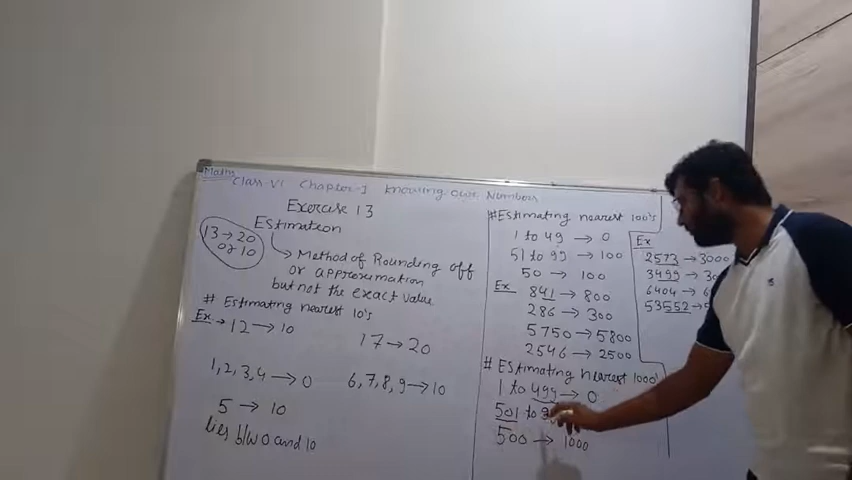 Maths
Class-VI Chapter-1 Knowing Our Numbers
Exercise 13
Estimation
13 → 20
or 10
Method of Rounding off
or approximation
but not the exact value
# Estimating nearest 10's
Ex → 12 → 10
17 → 20
1, 2, 3, 4 → 0
6, 7, 8, 9 → 10
5 → 10
lies b/w 0 and 10
# Estimating nearest 100's
1 to 49 → 0
51 to 99 → 100
50 → 100
Ex
841 → 800
286 → 300
5750 → 5800
2546 → 2500
# Estimating nearest 1000's
1 to 499 → 0
501 to
500 → 1000
Ex
2573 → 3000
3499 →
6404 →
53552 →